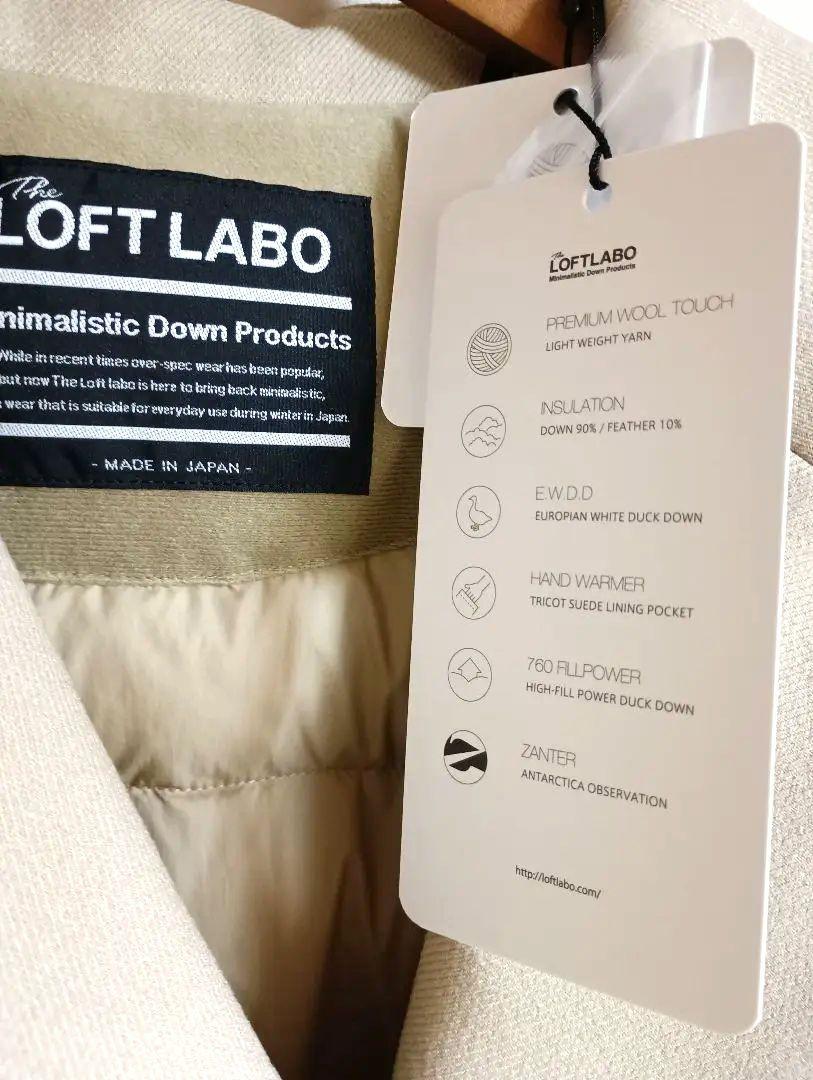 The
LOFT LABO
nimalistic Down Products
While in recent times over-spec wear has been popular,
but now The Loft labo is here to bring back minimalistic,
wear that is suitable for everyday use during winter in Japan.
- MADE IN JAPAN -
The
LOFTLABO
Minimalistic Down Products
PREMIUM WOOL TOUCH
LIGHT WEIGHT YARN
INSULATION
DOWN 90% / FEATHER 10%
E.W.D.D
EUROPIAN WHITE DUCK DOWN
HAND WARMER
TRICOT SUEDE LINING POCKET
760 FILLPOWER
HIGH-FILL POWER DUCK DOWN
ZANTER
ANTARCTICA OBSERVATION
http://loftlabo.com/